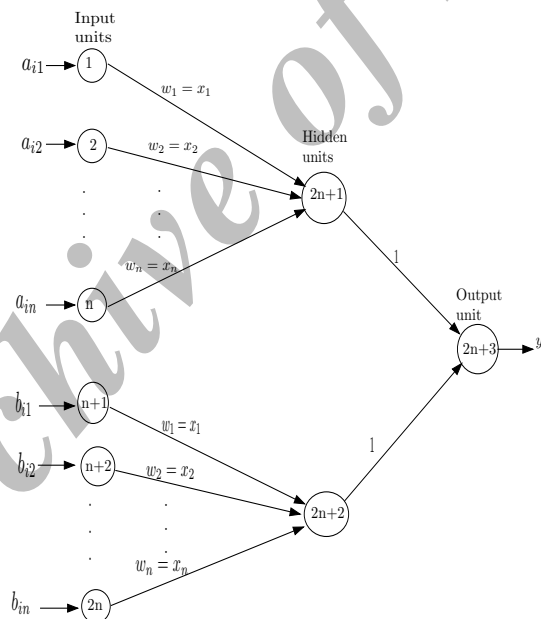 Input
units
a_{i1}
1
w_1 = x_1
a_{i2}
2
w_2 = x_2
Hidden
units
2n+1
. .
. .
. .
w_n = x_n
a_{in}
n
1
Output
unit
2n+3
y
b_{i1}
n+1
w_1 = x_1
b_{i2}
n+2
w_2 = x_2
1
2n+2
. .
. .
. .
w_n = x_n
b_{in}
2n
chive of